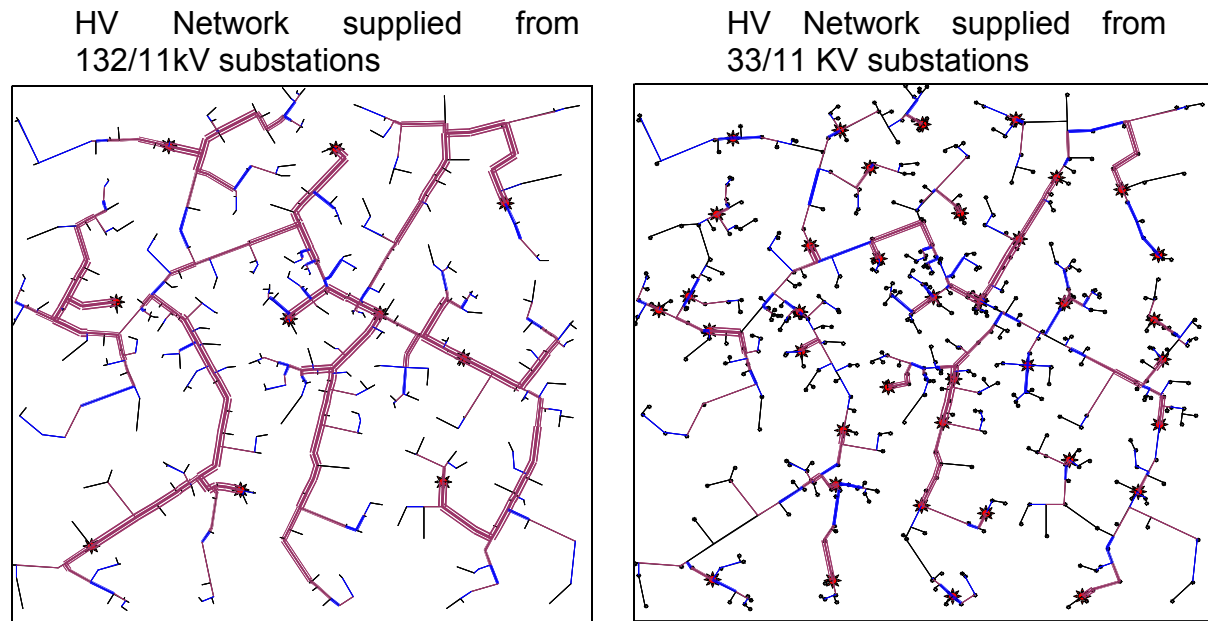 HV Network supplied from
132/11kV substations
HV Network supplied from
33/11 KV substations